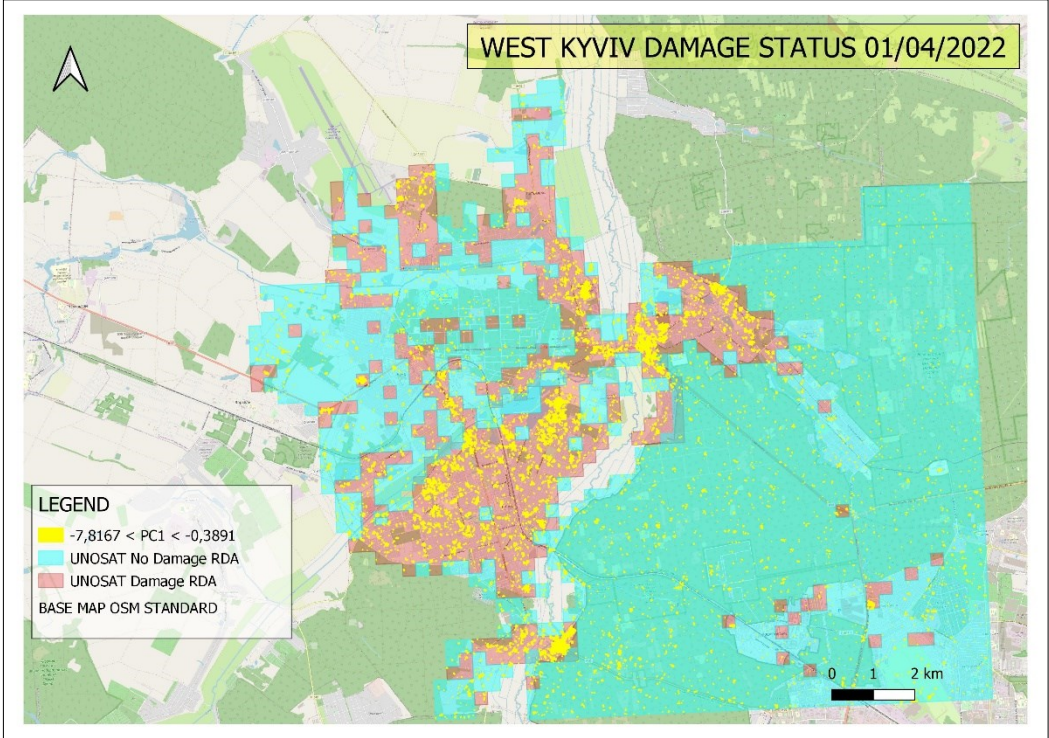 WEST KYVIV DAMAGE STATUS 01/04/2022
LEGEND
-7,8167 < PC1 < -0,3891
UNOSAT No Damage RDA
UNOSAT Damage RDA
BASE MAP OSM STANDARD
0 1 2 km